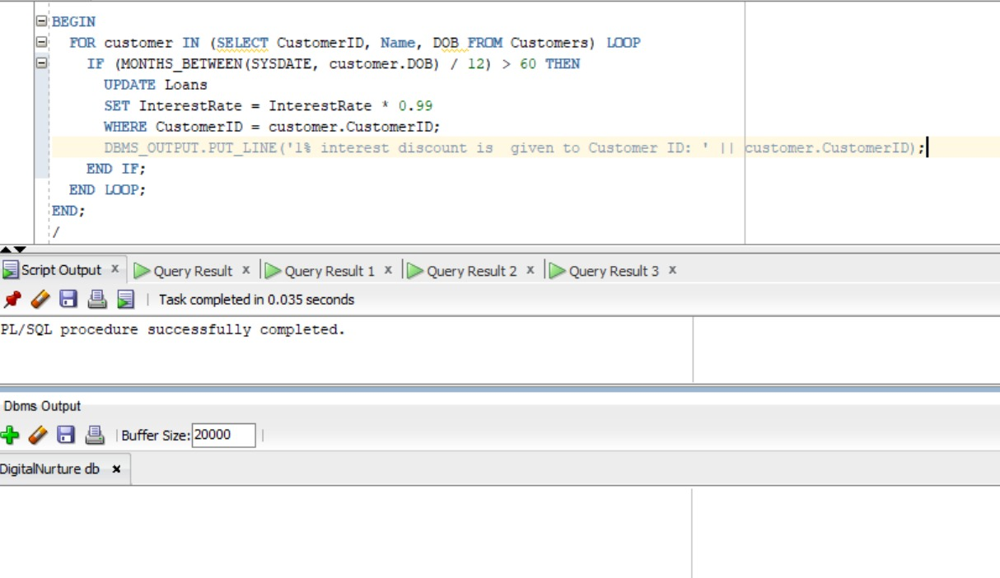 BEGIN
FOR customer IN (SELECT CustomerID, Name, DOB FROM Customers) LOOP
IF (MONTHS_BETWEEN(SYSDATE, customer.DOB) / 12) > 60 THEN
UPDATE Loans
SET InterestRate = InterestRate * 0.99
WHERE CustomerID = customer.CustomerID;
DBMS_OUTPUT.PUT_LINE('1% interest discount is  given to Customer ID: ' || customer.CustomerID);
END IF;
END LOOP;
END;
/
Script Output x Query Result x Query Result 1 x Query Result 2 x Query Result 3 x
Task completed in 0.035 seconds
PL/SQL procedure successfully completed.
Dbms Output
Buffer Size: 20000
DigitalNurture db x